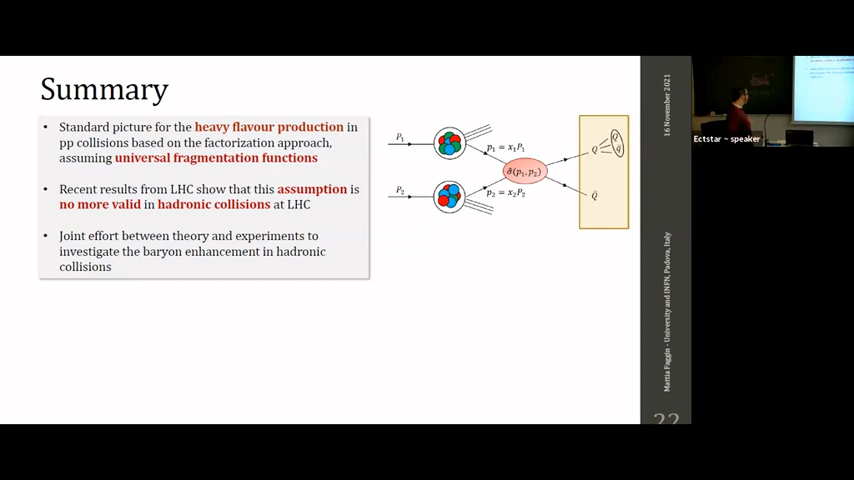 Summary
• Standard picture for the heavy flavour production in
pp collisions based on the factorization approach,
assuming universal fragmentation functions
• Recent results from LHC show that this assumption is
no more valid in hadronic collisions at LHC
• Joint effort between theory and experiments to
investigate the baryon enhancement in hadronic
collisions
P₁
p₁ = x₁P₁
σ̂(p₁, p₂)
P₂
p₂ = x₂P₂
Q
Q̄
16 November 2021
Mattia Faggin - University and INFN, Padova, Italy
22
Ectstar ~ speaker